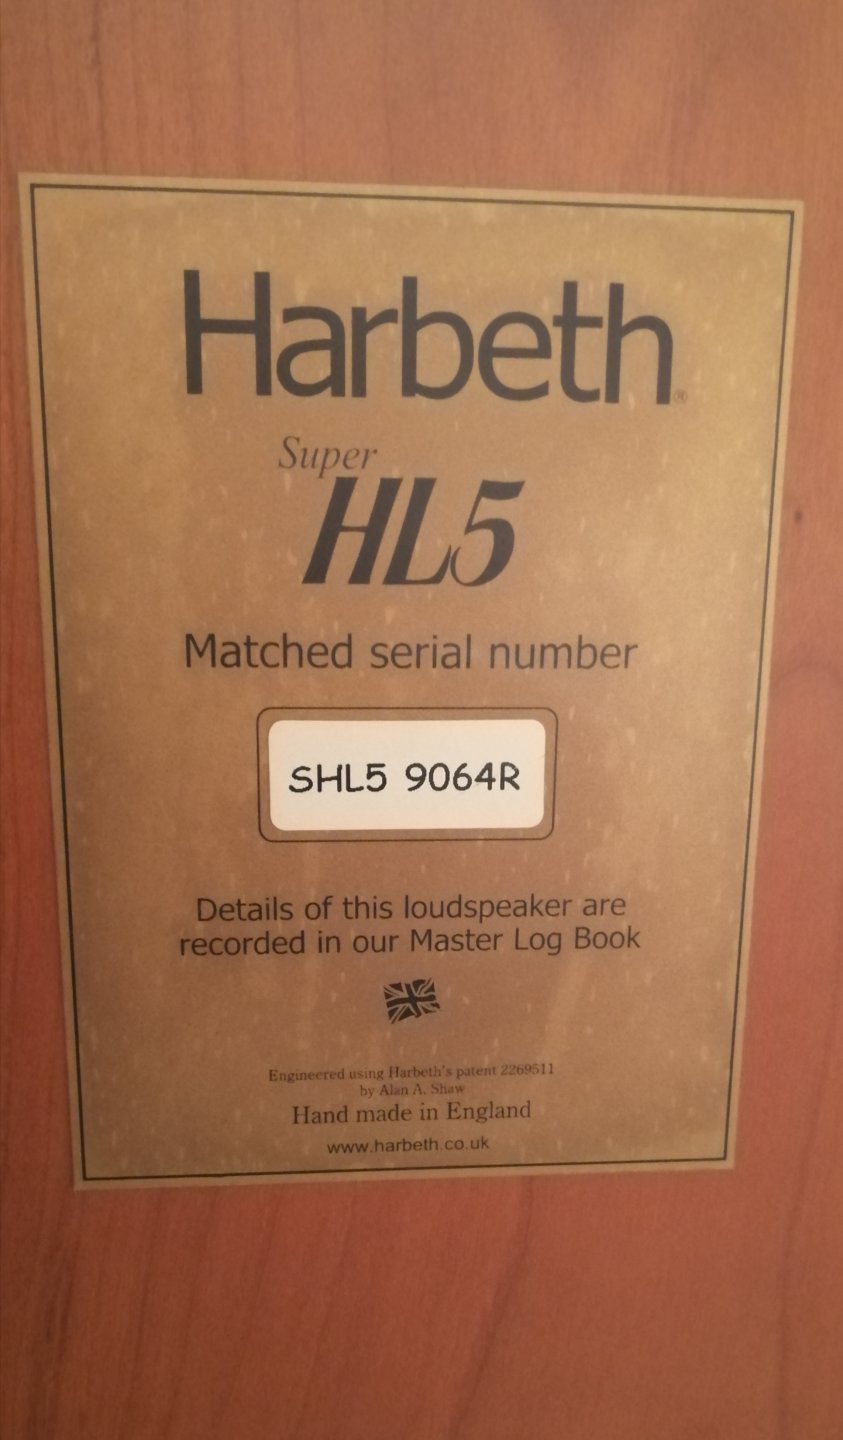 Harbeth®
Super
HL5
Matched serial number
SHL5 9064R
Details of this loudspeaker are
recorded in our Master Log Book
Engineered using Harbeth's patent 2269511
by Alan A. Shaw
Hand made in England
www.harbeth.co.uk